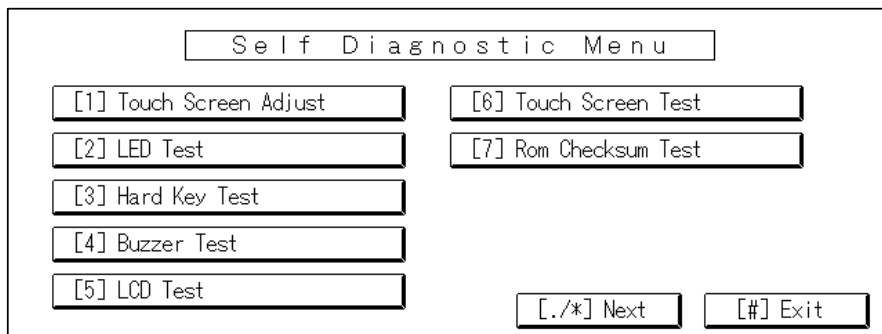 Self Diagnostic Menu
[1] Touch Screen Adjust
[2] LED Test
[3] Hard Key Test
[4] Buzzer Test
[5] LCD Test
[6] Touch Screen Test
[7] Rom Checksum Test
[./*] Next
[#] Exit